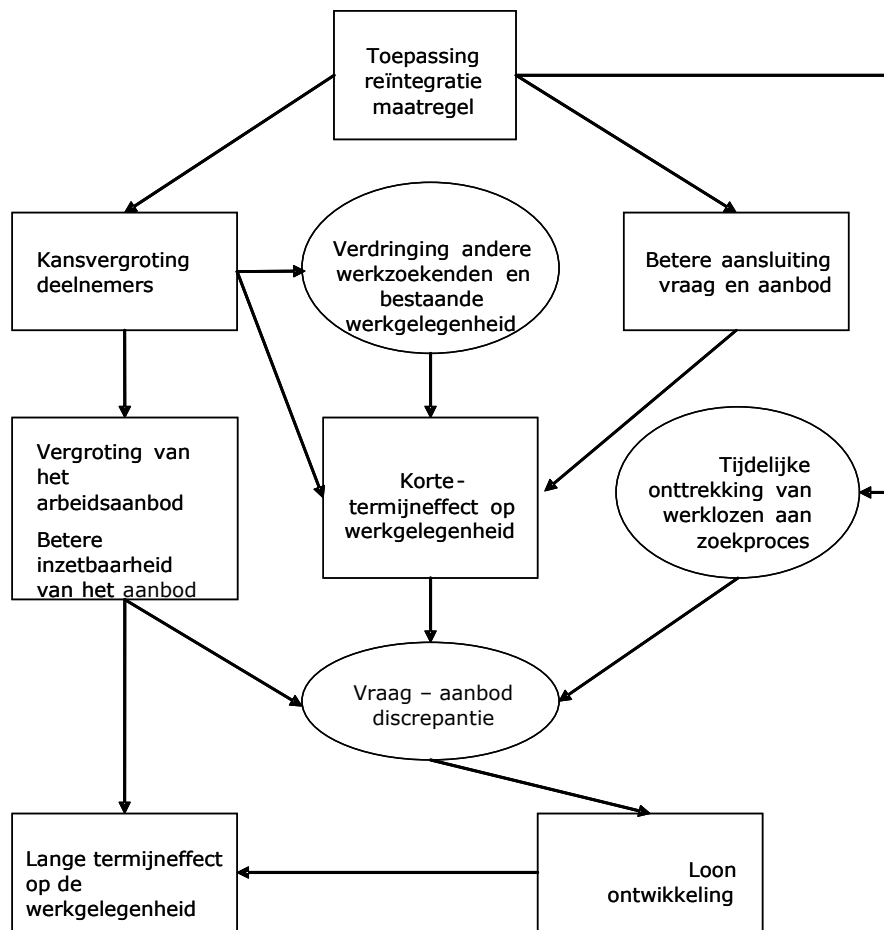 Toepassing
reïntegratie
maatregel
Kansvergroting
deelnemers
Verdringing andere
werkzoekenden en
bestaande
werkgelegenheid
Betere aansluiting
vraag en aanbod
Vergroting van
het
arbeidsaanbod
Betere
inzetbaarheid
van het aanbod
Korte-
termijneffect op
werkgelegenheid
Tijdelijke
onttrekking van
werklozen aan
zoekproces
Vraag – aanbod
discrepantie
Lange termijneffect
op de
werkgelegenheid
Loon
ontwikkeling